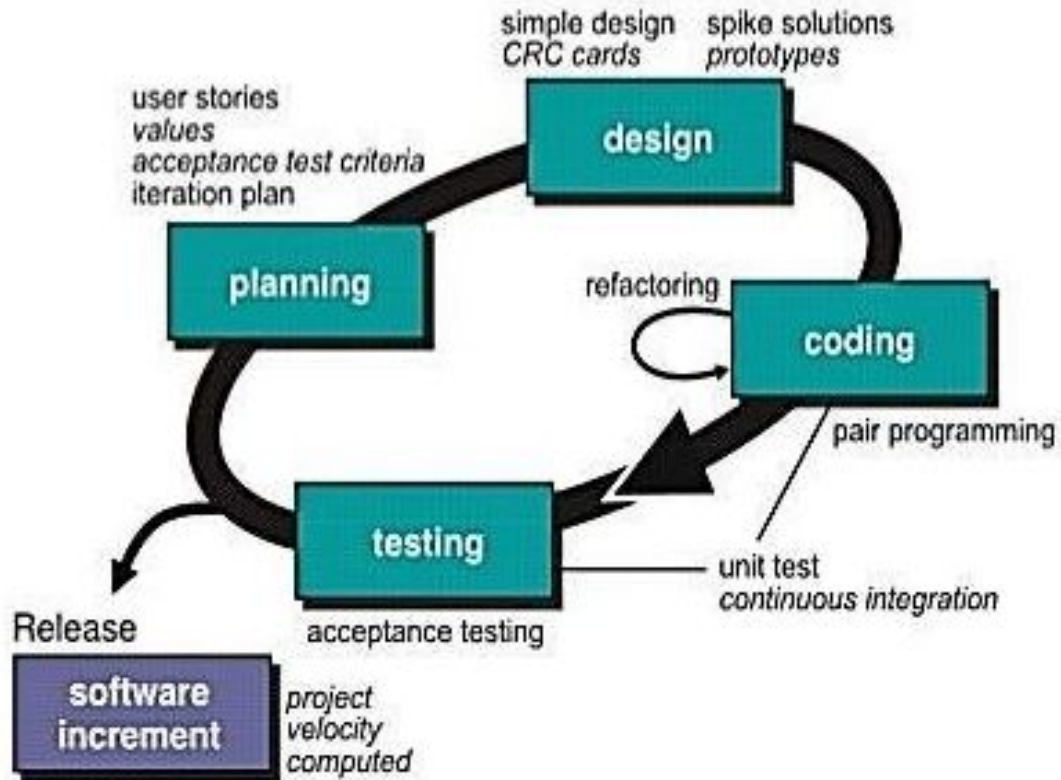 simple design
CRC cards
spike solutions
prototypes
user stories
values
acceptance test criteria
iteration plan
design
planning
refactoring
coding
pair programming
testing
unit test
continuous integration
acceptance testing
Release
software
increment
project
velocity
computed